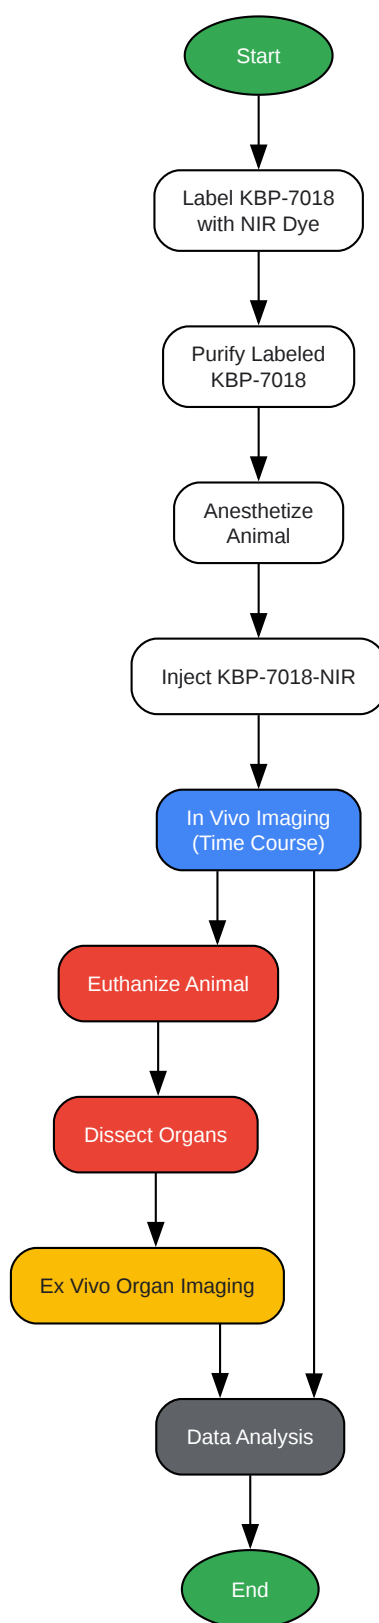 Start
Label KBP-7018
with NIR Dye
Purify Labeled
KBP-7018
Anesthetize
Animal
Inject KBP-7018-NIR
In Vivo Imaging
(Time Course)
Euthanize Animal
Dissect Organs
Ex Vivo Organ Imaging
Data Analysis
End